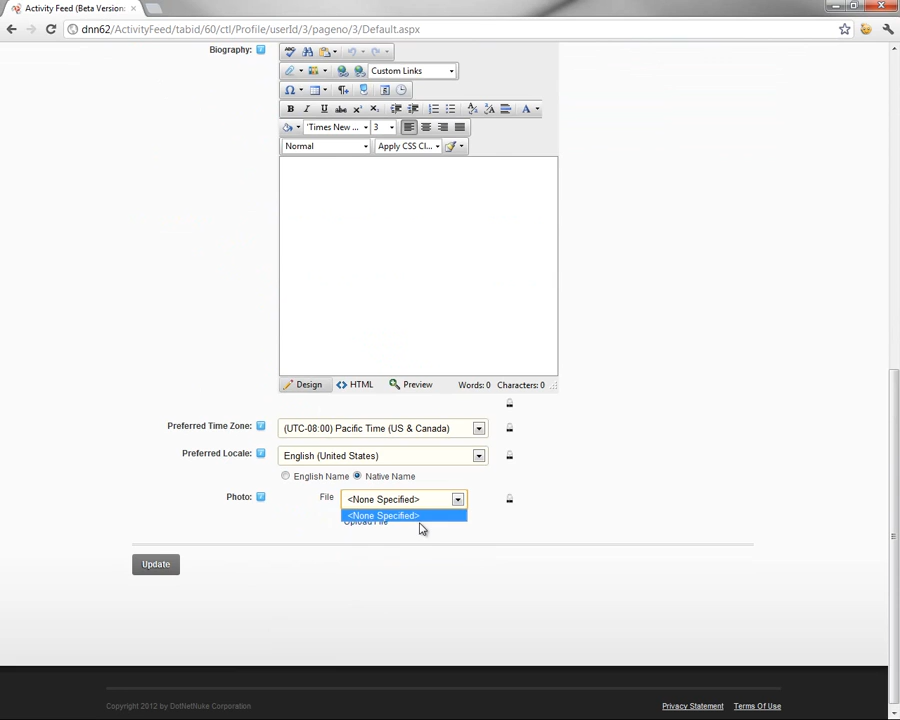 Activity Feed (Beta Version:
dnn62/ActivityFeed/tabid/60/ctl/Profile/userId/3/pageno/3/Default.aspx
Biography:
Custom Links
B I U abc
'Times New ... 3
Normal Apply CSS Cl...
Design HTML Preview Words: 0 Characters: 0
Preferred Time Zone: (UTC-08:00) Pacific Time (US & Canada)
Preferred Locale: English (United States)
English Name Native Name
Photo: File <None Specified>
<None Specified>
Upload File
Update
Copyright 2012 by DotNetNuke Corporation Privacy Statement Terms Of Use